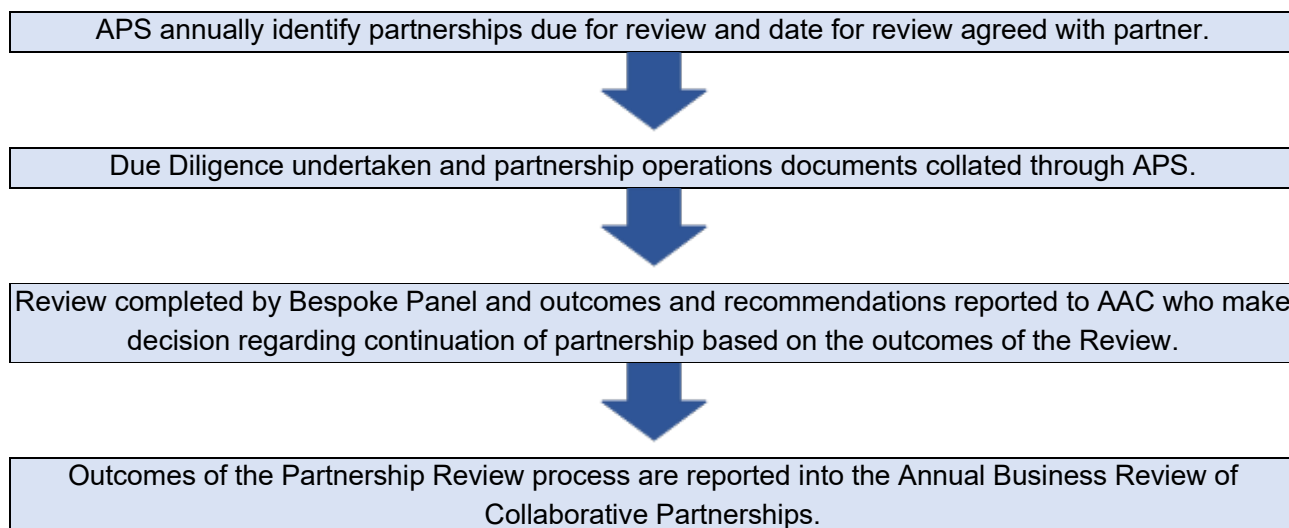 APS annually identify partnerships due for review and date for review agreed with partner.
Due Diligence undertaken and partnership operations documents collated through APS.
Review completed by Bespoke Panel and outcomes and recommendations reported to AAC who make
decision regarding continuation of partnership based on the outcomes of the Review.
Outcomes of the Partnership Review process are reported into the Annual Business Review of
Collaborative Partnerships.